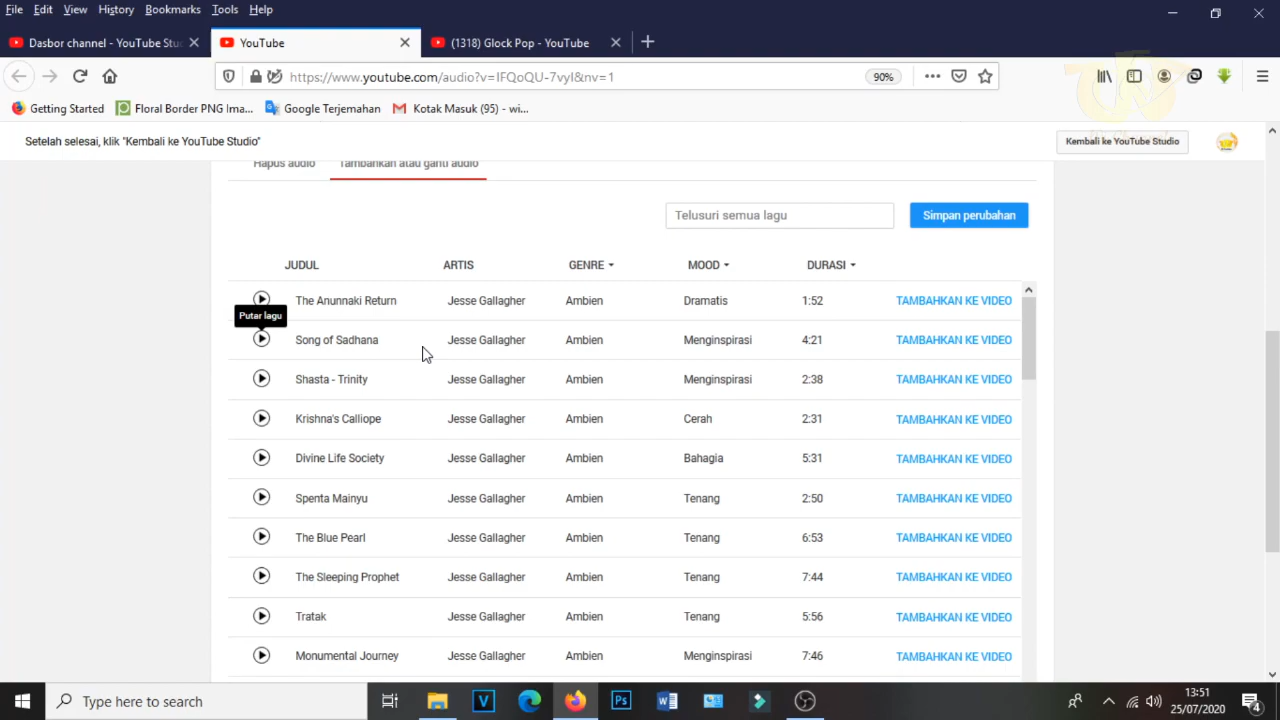 File Edit View History Bookmarks Tools Help
Dasbor channel - YouTube Stu
YouTube
(1318) Glock Pop - YouTube
https://www.youtube.com/audio?v=IFQoQU-7vyI&nv=1
90%
Getting Started
Floral Border PNG Ima...
Google Terjemahan
Kotak Masuk (95) - wi...
Setelah selesai, klik "Kembali ke YouTube Studio"
Kembali ke YouTube Studio
Hapus audio
Tambahkan atau ganti audio
Telusuri semua lagu
Simpan perubahan
JUDUL ARTIS GENRE MOOD DURASI
The Anunnaki Return Jesse Gallagher Ambien Dramatis 1:52 TAMBAHKAN KE VIDEO
Putar lagu
Song of Sadhana Jesse Gallagher Ambien Menginspirasi 4:21 TAMBAHKAN KE VIDEO
Shasta - Trinity Jesse Gallagher Ambien Menginspirasi 2:38 TAMBAHKAN KE VIDEO
Krishna's Calliope Jesse Gallagher Ambien Cerah 2:31 TAMBAHKAN KE VIDEO
Divine Life Society Jesse Gallagher Ambien Bahagia 5:31 TAMBAHKAN KE VIDEO
Spenta Mainyu Jesse Gallagher Ambien Tenang 2:50 TAMBAHKAN KE VIDEO
The Blue Pearl Jesse Gallagher Ambien Tenang 6:53 TAMBAHKAN KE VIDEO
The Sleeping Prophet Jesse Gallagher Ambien Tenang 7:44 TAMBAHKAN KE VIDEO
Tratak Jesse Gallagher Ambien Tenang 5:56 TAMBAHKAN KE VIDEO
Monumental Journey Jesse Gallagher Ambien Menginspirasi 7:46 TAMBAHKAN KE VIDEO
Type here to search
13:51
25/07/2020
4